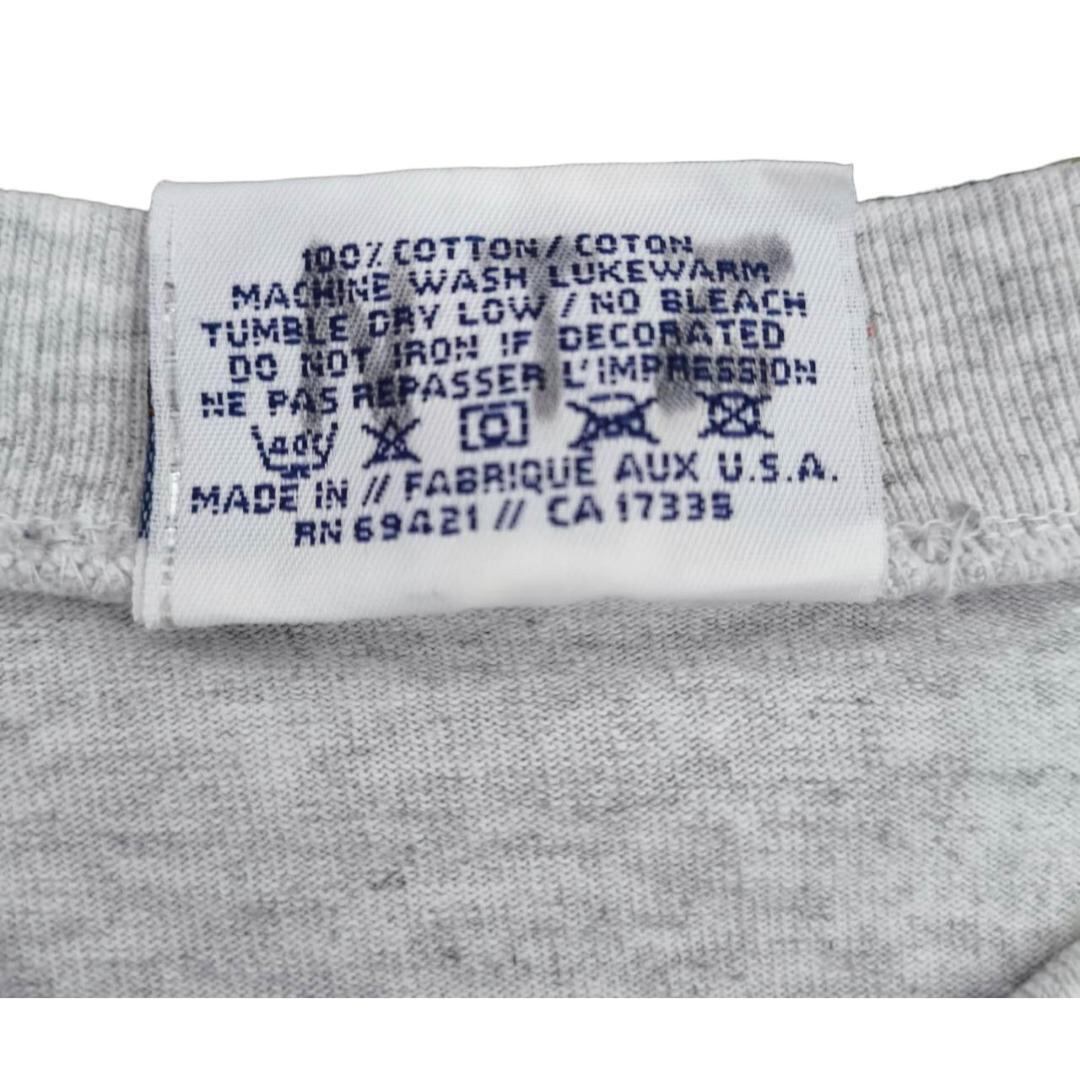 100% COTTON / COTON
MACHINE WASH LUKEWARM
TUMBLE DRY LOW / NO BLEACH
DO NOT IRON IF DECORATED
NE PAS REPASSER L'IMPRESSION
MADE IN // FABRIQUE AUX U.S.A.
RN 69421 // CA 17335